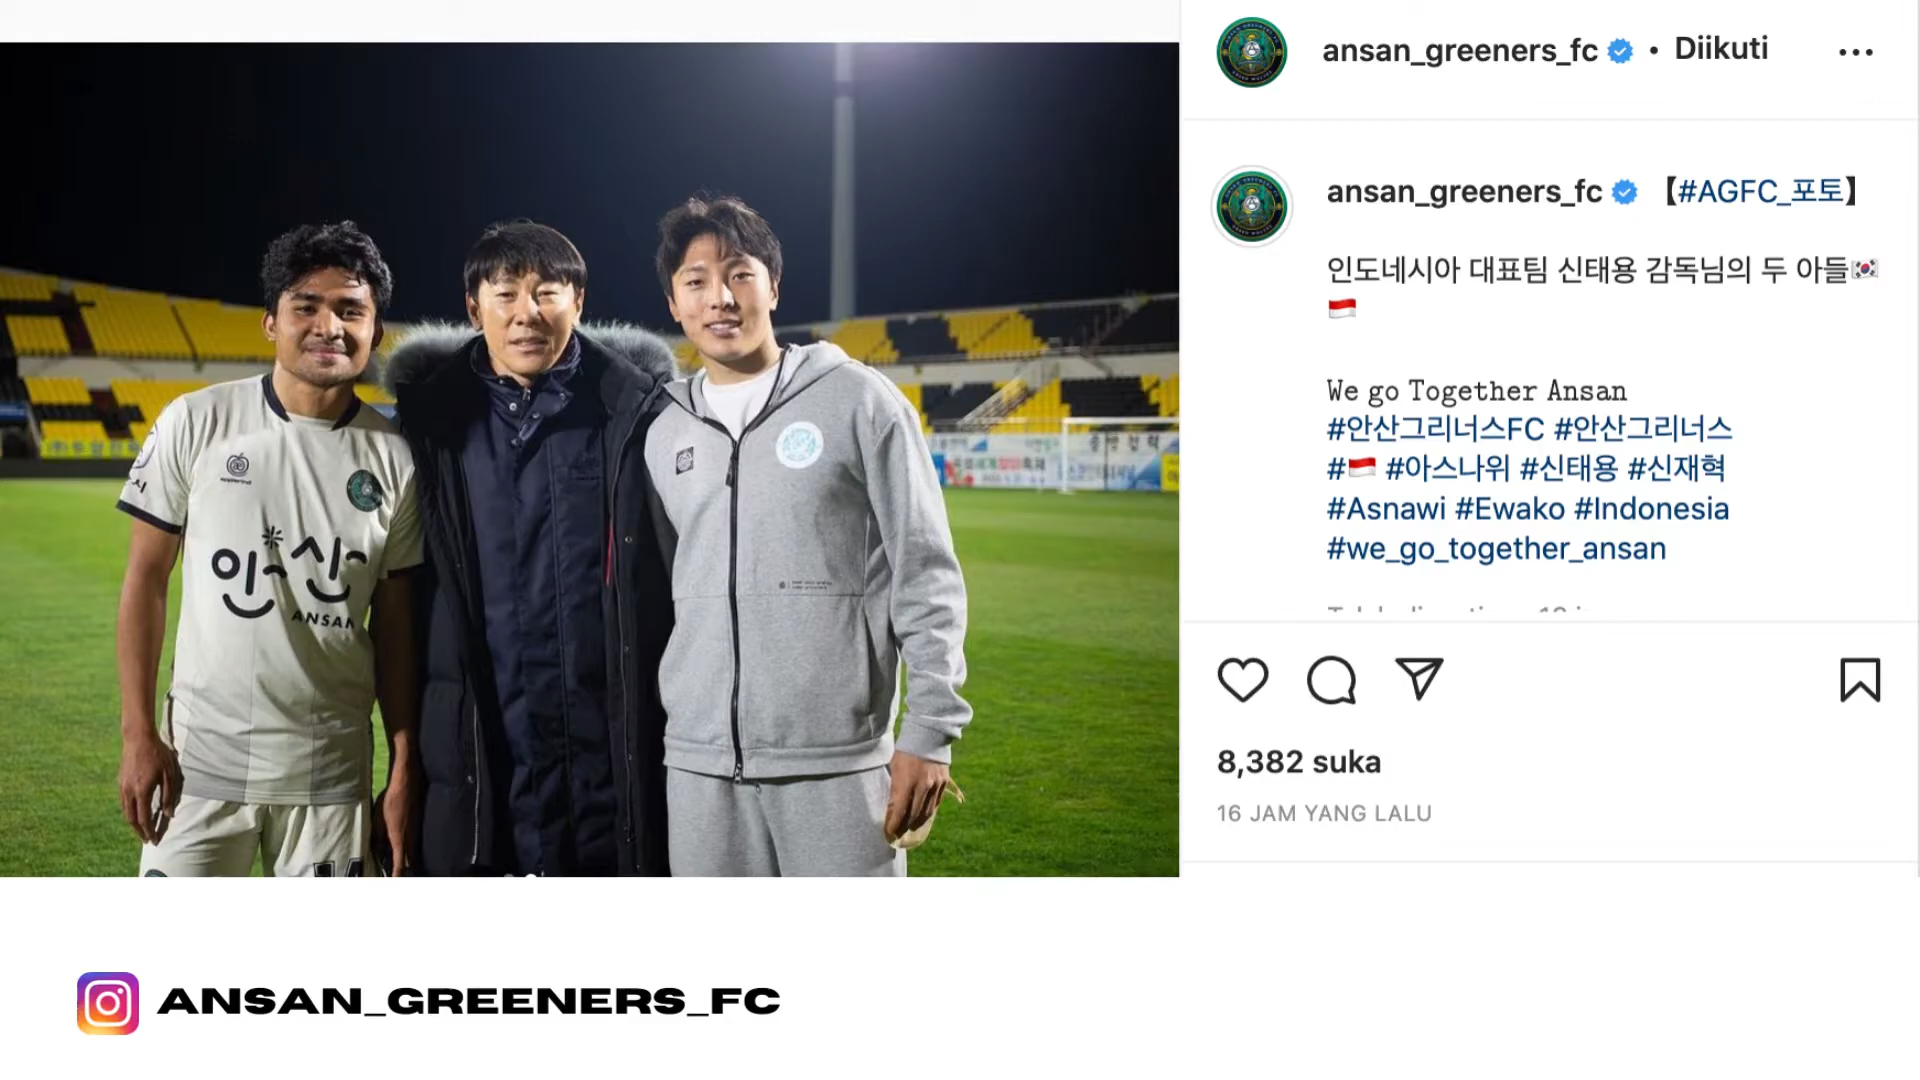 ansan_greeners_fc • Diikuti
ansan_greeners_fc 【#AGFC_포토】
인도네시아 대표팀 신태용 감독님의 두 아들🇰🇷
🇮🇩
We go Together Ansan
#안산그리너스FC #안산그리너스
#🇮🇩 #아스나위 #신태용 #신재혁
#Asnawi #Ewako #Indonesia
#we_go_together_ansan
8,382 suka
16 JAM YANG LALU
안산
ANSAN
ANSAN_GREENERS_FC